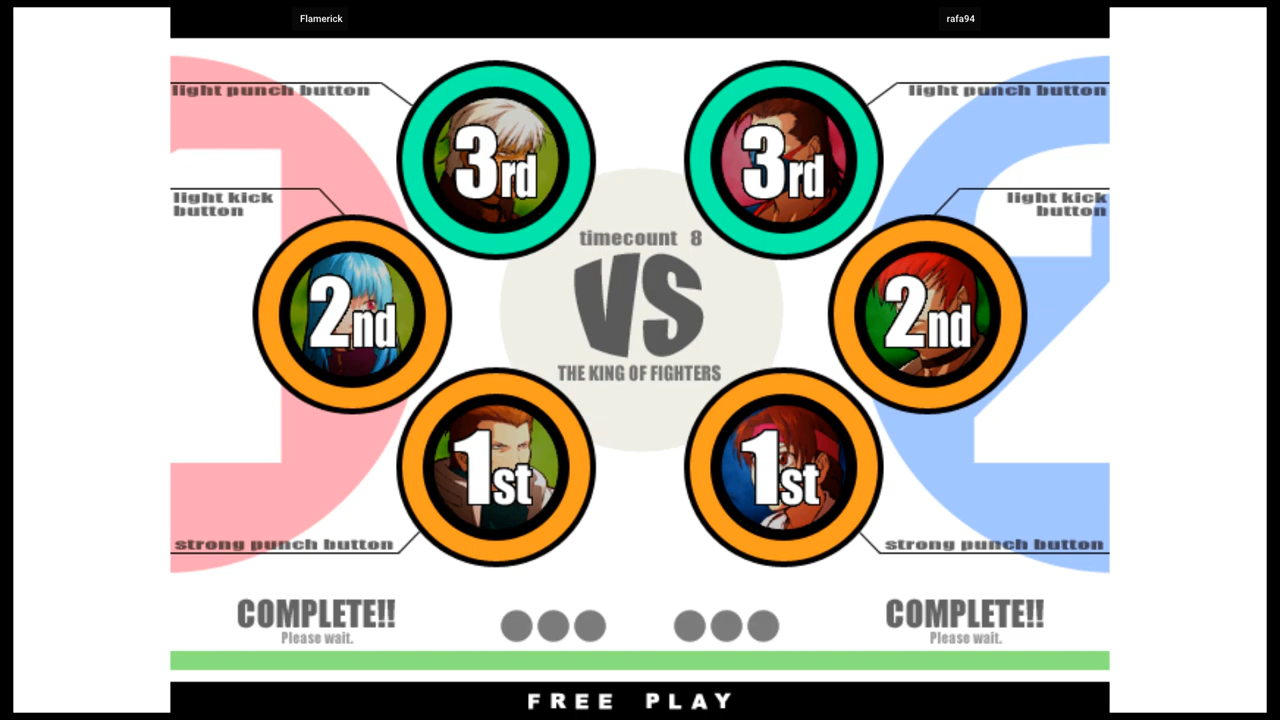 Flamerick
rafa94
light punch button
light punch button
3rd
3rd
light kick
button
light kick
button
timecount 8
VS
THE KING OF FIGHTERS
2nd
2nd
1st
1st
strong punch button
strong punch button
COMPLETE!!
Please wait.
COMPLETE!!
Please wait.
FREE PLAY